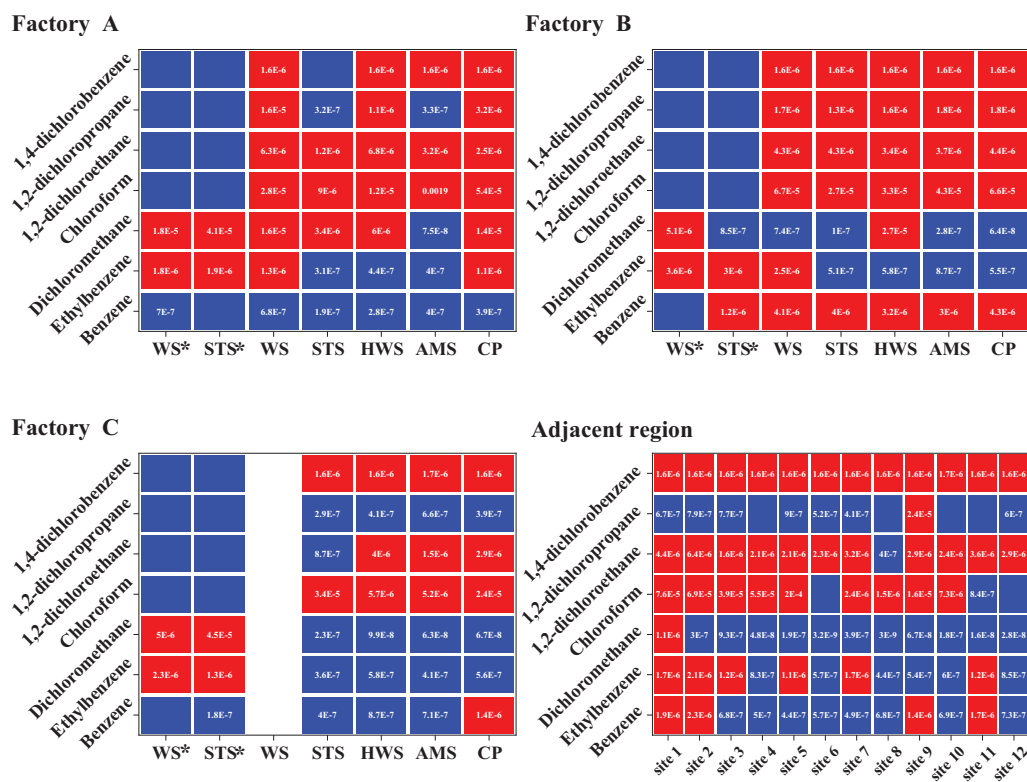 Factory A
1,4-dichlorobenzene 1.6E-6 1.6E-6 1.6E-6 1.6E-6
1,2-dichloropropane 1.6E-5 3.2E-7 1.1E-6 3.3E-7 3.2E-6
1,2-dichloroethane 6.3E-6 1.2E-6 6.8E-6 3.2E-6 2.5E-6
Chloroform 2.8E-5 9E-6 1.2E-5 0.0019 5.4E-5
Dichloromethane 1.8E-5 4.1E-5 1.6E-5 3.4E-6 6E-6 7.5E-8 1.4E-5
Ethylbenzene 1.8E-6 1.9E-6 1.3E-6 3.1E-7 4.4E-7 4E-7 1.1E-6
Benzene 7E-7 6.8E-7 1.9E-7 2.8E-7 4E-7 3.9E-7
WS* STS* WS STS HWS AMS CP
Factory B
1,4-dichlorobenzene 1.6E-6 1.6E-6 1.6E-6 1.6E-6 1.6E-6
1,2-dichloropropane 1.7E-6 1.3E-6 1.6E-6 1.8E-6 1.8E-6
1,2-dichloroethane 4.3E-6 4.3E-6 3.4E-6 3.7E-6 4.4E-6
Chloroform 6.7E-5 2.7E-5 3.3E-5 4.3E-5 6.6E-5
Dichloromethane 5.1E-6 8.5E-7 7.4E-7 1E-7 2.7E-5 2.8E-7 6.4E-8
Ethylbenzene 3.6E-6 3E-6 2.5E-6 5.1E-7 5.8E-7 8.7E-7 5.5E-7
Benzene 1.2E-6 4.1E-6 4E-6 3.2E-6 3E-6 4.3E-6
WS* STS* WS STS HWS AMS CP
Factory C
1,4-dichlorobenzene 1.6E-6 1.6E-6 1.7E-6 1.6E-6
1,2-dichloropropane 2.9E-7 4.1E-7 6.6E-7 3.9E-7
1,2-dichloroethane 8.7E-7 4E-6 1.5E-6 2.9E-6
Chloroform 3.4E-5 5.7E-6 5.2E-6 2.4E-5
Dichloromethane 5E-6 4.5E-5 2.3E-7 9.9E-8 6.3E-8 6.7E-8
Ethylbenzene 2.3E-6 1.3E-6 3.6E-7 5.8E-7 4.1E-7 5.6E-7
Benzene 1.8E-7 4E-7 8.7E-7 7.1E-7 1.4E-6
WS* STS* WS STS HWS AMS CP
Adjacent region
1,4-dichlorobenzene 1.6E-6 1.6E-6 1.6E-6 1.6E-6 1.6E-6 1.6E-6 1.6E-6 1.6E-6 1.6E-6 1.7E-6 1.6E-6 1.6E-6
1,2-dichloropropane 6.7E-7 7.9E-7 7.7E-7 9E-7 5.2E-7 4.1E-7 2.4E-5 6E-7
1,2-dichloroethane 4.4E-6 6.4E-6 1.6E-6 2.1E-6 2.1E-6 2.3E-6 3.2E-6 4E-7 2.9E-6 2.4E-6 3.6E-6 2.9E-6
Chloroform 7.6E-5 6.9E-5 3.9E-5 5.5E-5 2E-4 2.4E-6 1.5E-6 1.6E-5 7.3E-6 8.4E-7
Dichloromethane 1.1E-6 3E-7 9.3E-7 4.8E-8 1.9E-7 3.2E-9 3.9E-7 3E-9 6.7E-8 1.8E-7 1.6E-8 2.8E-8
Ethylbenzene 1.7E-6 2.1E-6 1.2E-6 8.3E-7 1.1E-6 5.7E-7 1.7E-6 4.4E-7 5.4E-7 6E-7 1.2E-6 8.5E-7
Benzene 1.9E-6 2.3E-6 6.8E-7 5E-7 4.4E-7 5.7E-7 4.9E-7 6.8E-7 1.4E-6 6.9E-7 1.7E-6 7.3E-7
site 1 site 2 site 3 site 4 site 5 site 6 site 7 site 8 site 9 site 10 site 11 site 12